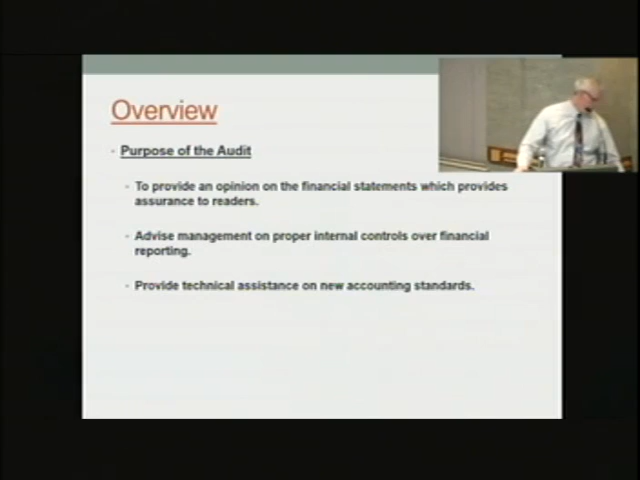 Overview
Purpose of the Audit
To provide an opinion on the financial statements which provides
assurance to readers.
Advise management on proper internal controls over financial
reporting.
Provide technical assistance on new accounting standards.